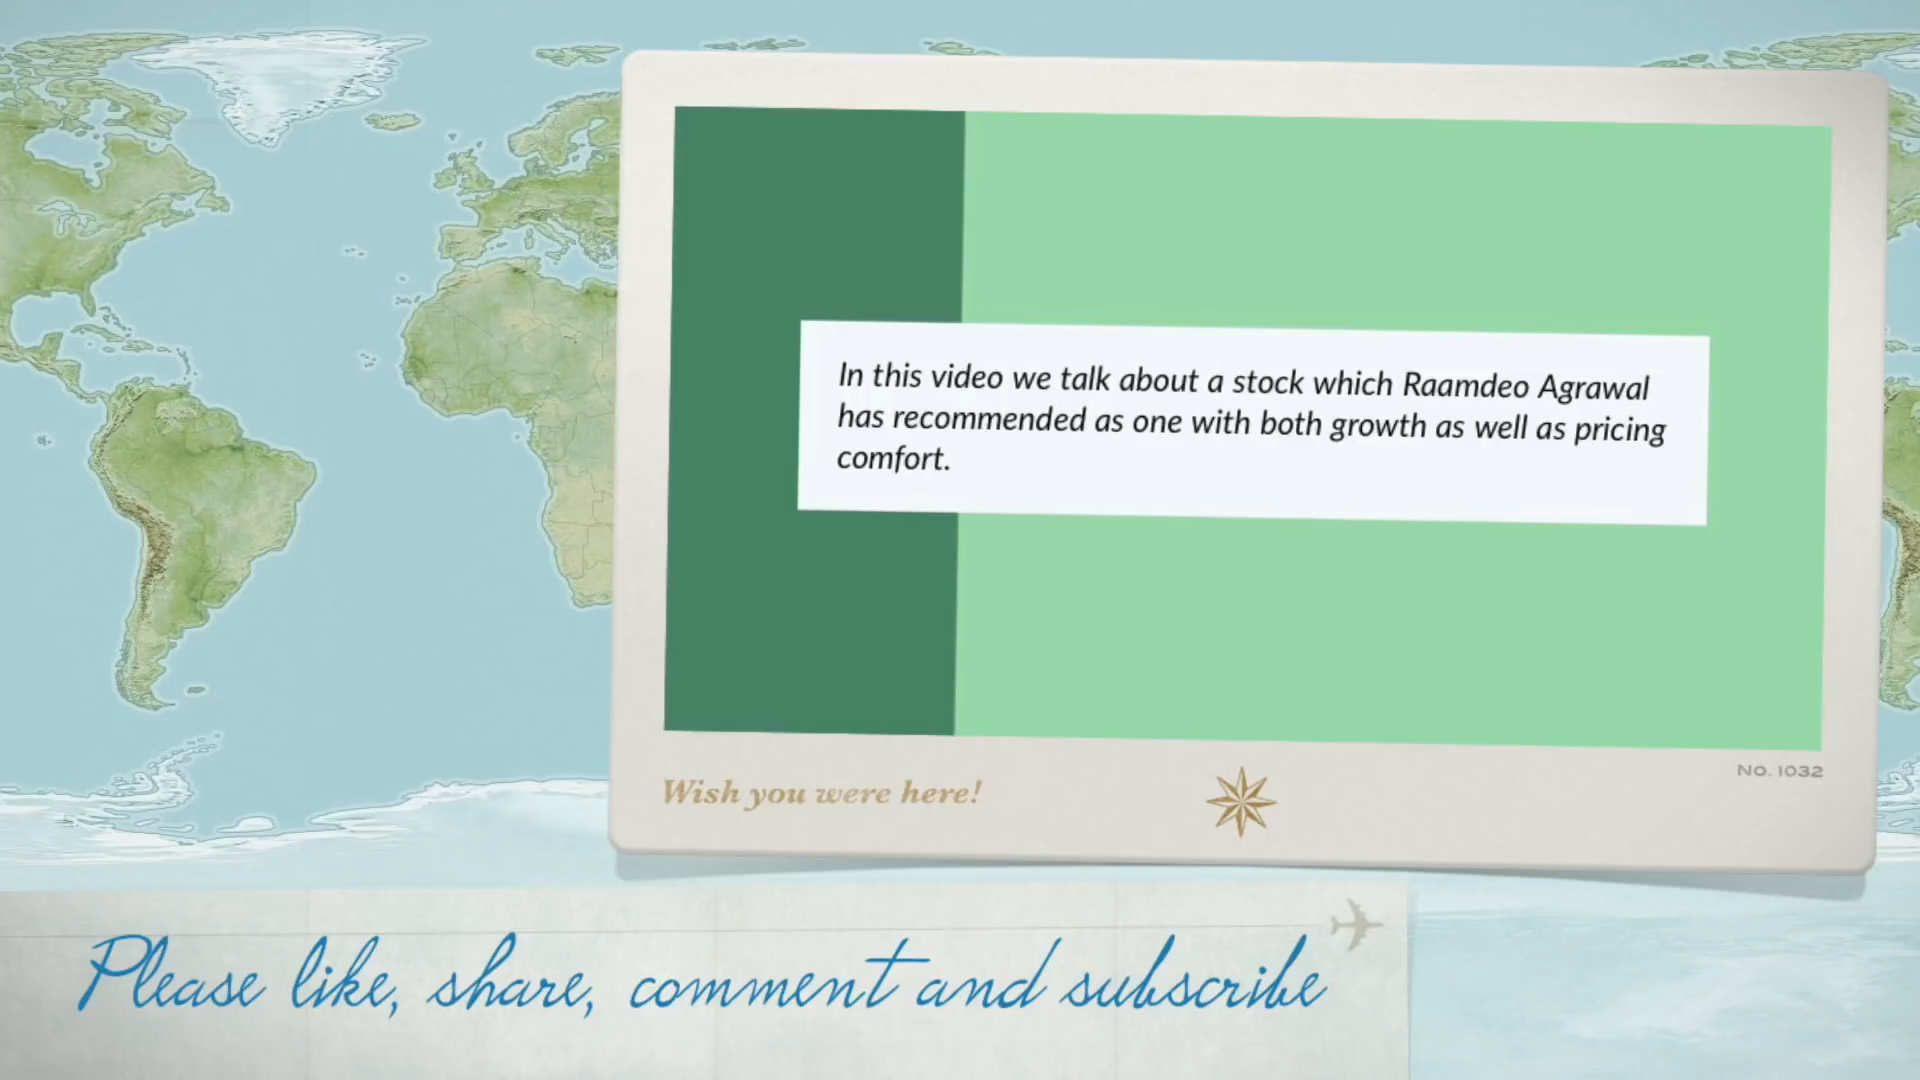 In this video we talk about a stock which Raamdeo Agrawal
has recommended as one with both growth as well as pricing
comfort.
Wish you were here!
NO. 1032
Please like, share, comment and subscribe